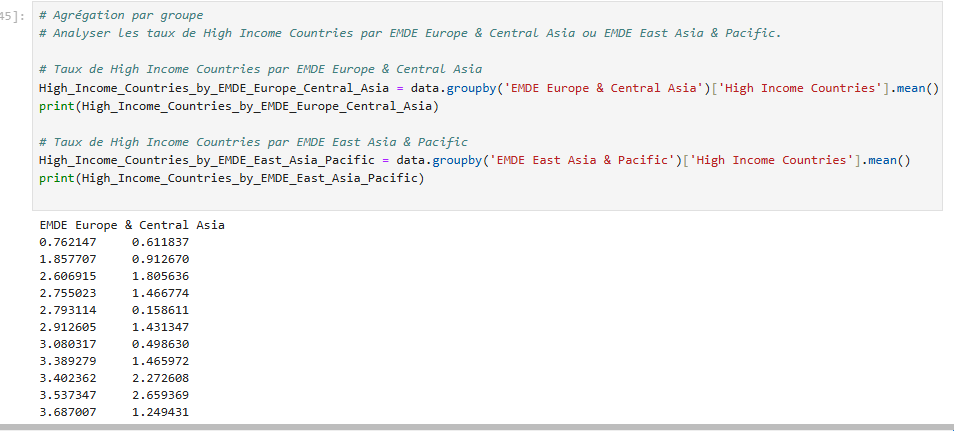 45]:
# Agrégation par groupe
# Analyser les taux de High Income Countries par EMDE Europe & Central Asia ou EMDE East Asia & Pacific.
# Taux de High Income Countries par EMDE Europe & Central Asia
High_Income_Countries_by_EMDE_Europe_Central_Asia = data.groupby('EMDE Europe & Central Asia')['High Income Countries'].mean()
print(High_Income_Countries_by_EMDE_Europe_Central_Asia)
# Taux de High Income Countries par EMDE East Asia & Pacific
High_Income_Countries_by_EMDE_East_Asia_Pacific = data.groupby('EMDE East Asia & Pacific')['High Income Countries'].mean()
print(High_Income_Countries_by_EMDE_East_Asia_Pacific)
EMDE Europe & Central Asia
0.762147 0.611837
1.857707 0.912670
2.606915 1.805636
2.755023 1.466774
2.793114 0.158611
2.912605 1.431347
3.080317 0.498630
3.389279 1.465972
3.402362 2.272608
3.537347 2.659369
3.687007 1.249431